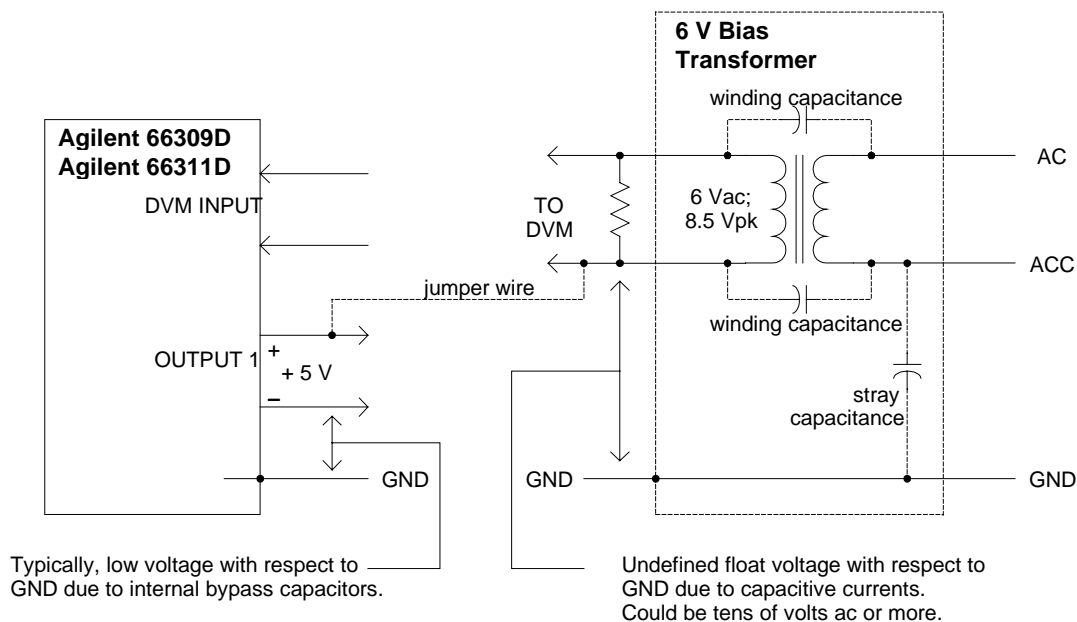 6 V Bias
Transformer
winding capacitance
Agilent 66309D
Agilent 66311D
DVM INPUT
TO
DVM
6 Vac;
8.5 Vpk
AC
ACC
jumper wire
winding capacitance
OUTPUT 1
+
+ 5 V
–
stray
capacitance
GND
GND
GND
Typically, low voltage with respect to
GND due to internal bypass capacitors.
Undefined float voltage with respect to
GND due to capacitive currents.
Could be tens of volts ac or more.